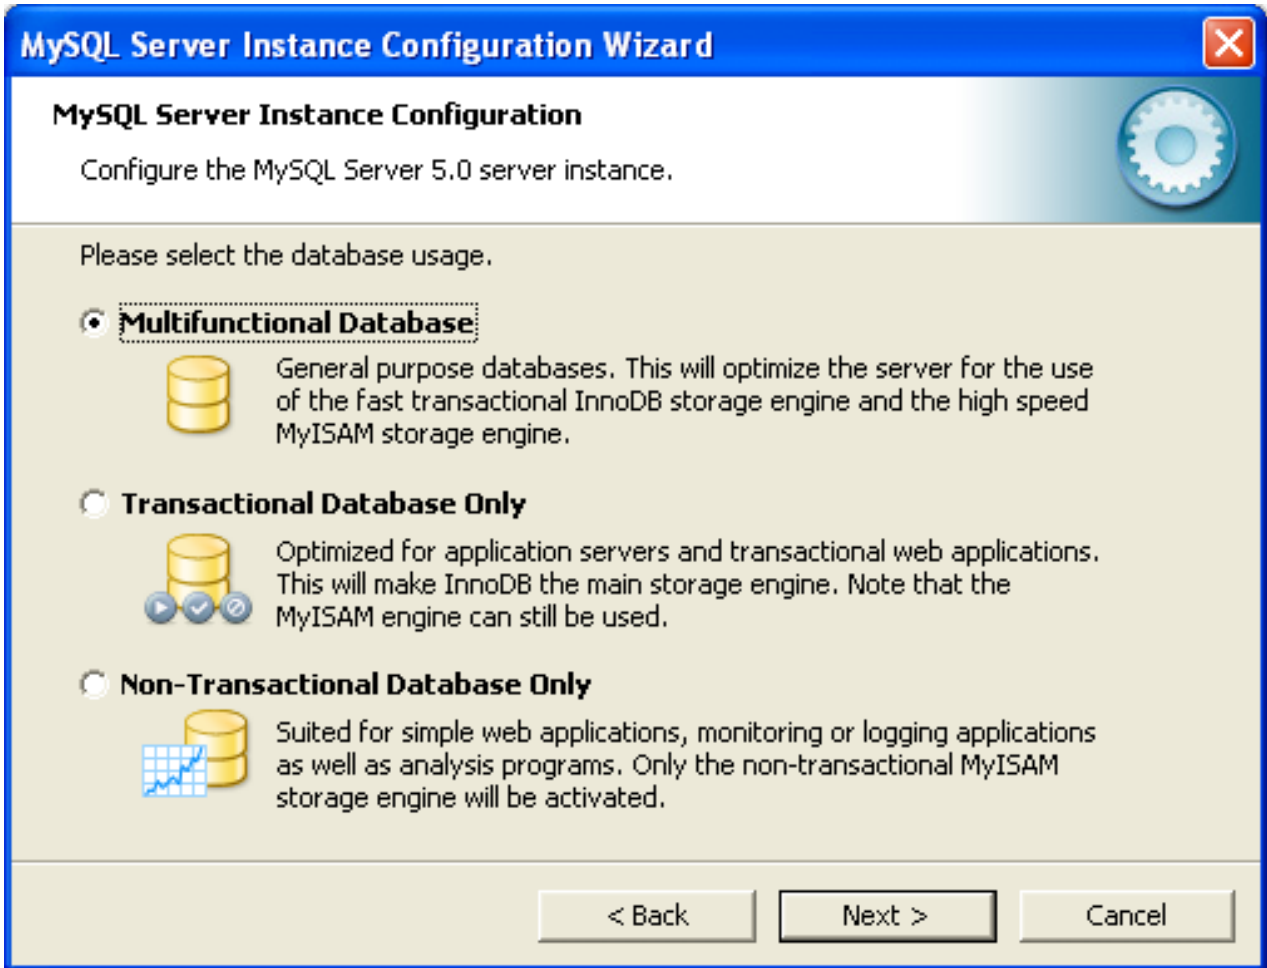 MySQL Server Instance Configuration Wizard
MySQL Server Instance Configuration
Configure the MySQL Server 5.0 server instance.
Please select the database usage.
Multifunctional Database
General purpose databases. This will optimize the server for the use
of the fast transactional InnoDB storage engine and the high speed
MyISAM storage engine.
Transactional Database Only
Optimized for application servers and transactional web applications.
This will make InnoDB the main storage engine. Note that the
MyISAM engine can still be used.
Non-Transactional Database Only
Suited for simple web applications, monitoring or logging applications
as well as analysis programs. Only the non-transactional MyISAM
storage engine will be activated.
< Back
Next >
Cancel